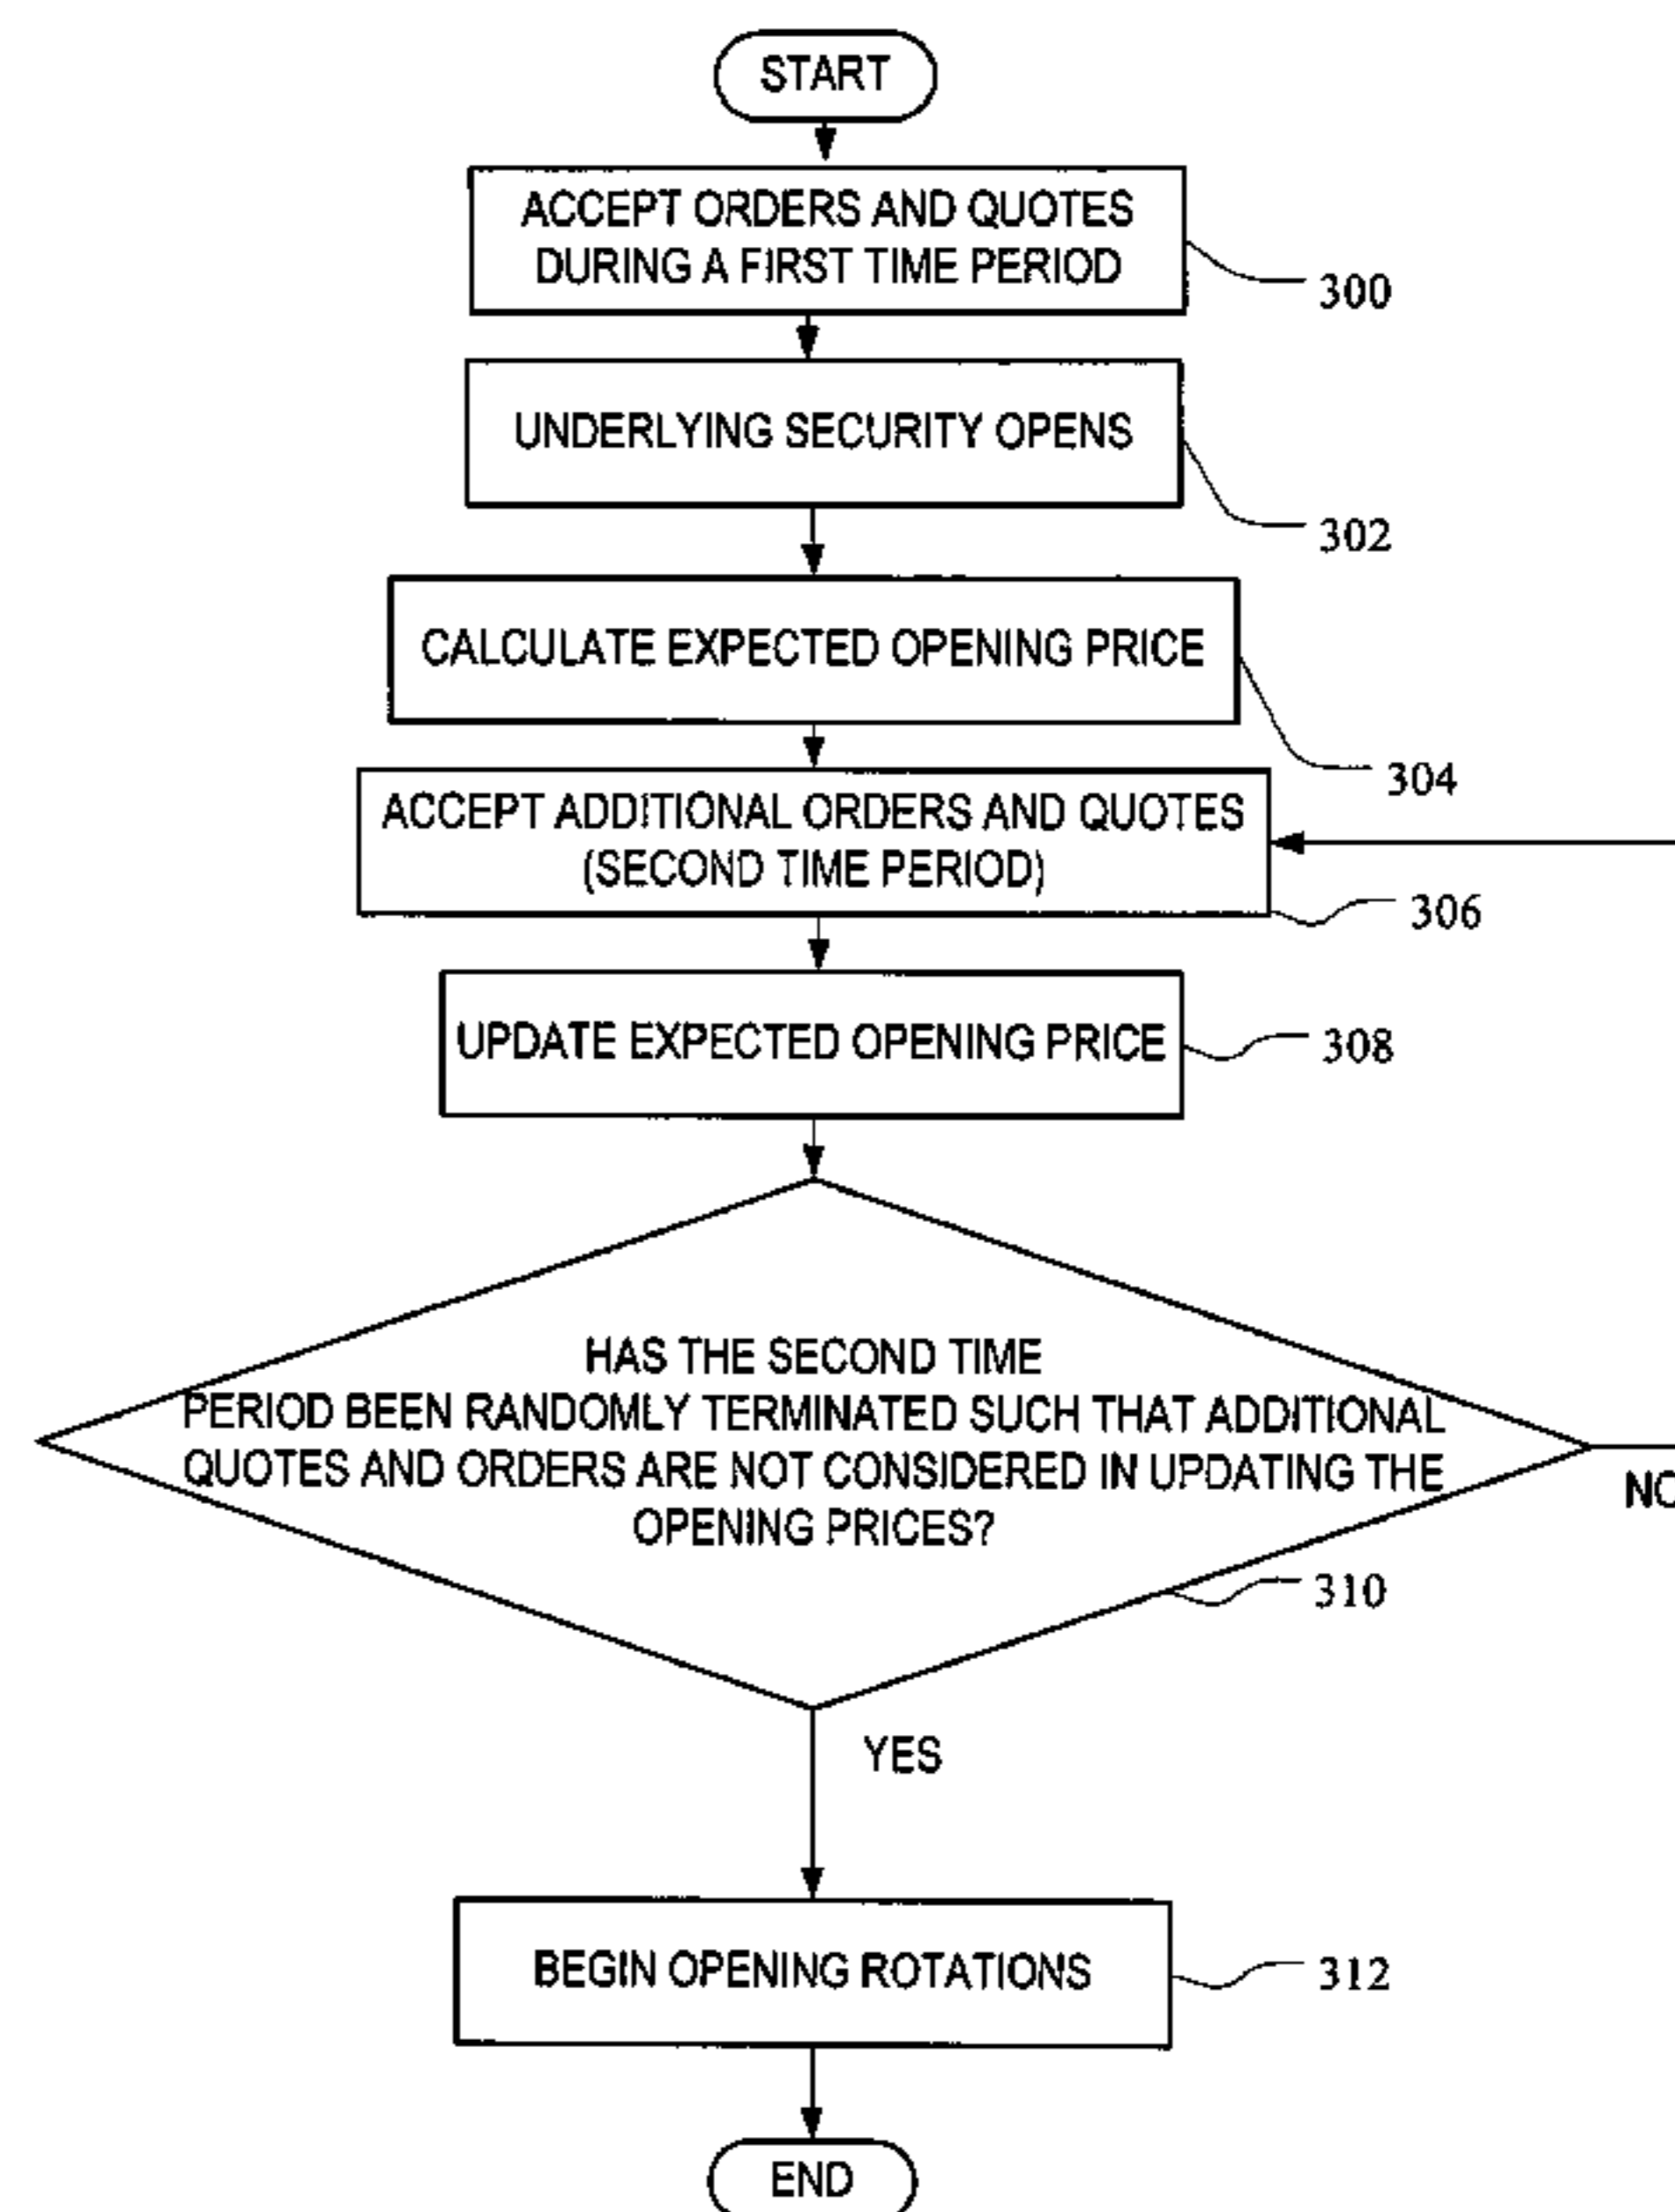 START
ACCEPT ORDERS AND QUOTES
DURING A FIRST TIME PERIOD
300
UNDERLYING SECURITY OPENS
302
CALCULATE EXPECTED OPENING PRICE
304
ACCEPT ADDITIONAL ORDERS AND QUOTES
(SECOND TIME PERIOD)
306
UPDATE EXPECTED OPENING PRICE
308
HAS THE SECOND TIME
PERIOD BEEN RANDOMLY TERMINATED SUCH THAT ADDITIONAL
QUOTES AND ORDERS ARE NOT CONSIDERED IN UPDATING THE
OPENING PRICES?
NO
310
YES
BEGIN OPENING ROTATIONS
312
END